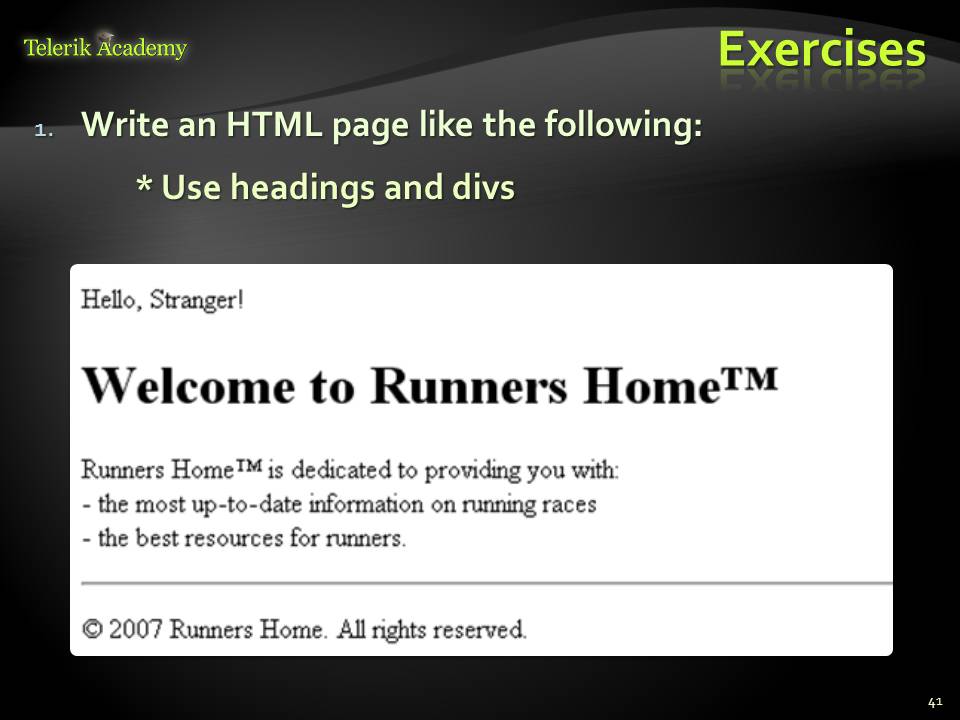 Telerik Academy
Exercises
1. Write an HTML page like the following:
* Use headings and divs
Hello, Stranger!
Welcome to Runners Home™
Runners Home™ is dedicated to providing you with:
- the most up-to-date information on running races
- the best resources for runners.
© 2007 Runners Home. All rights reserved.
41